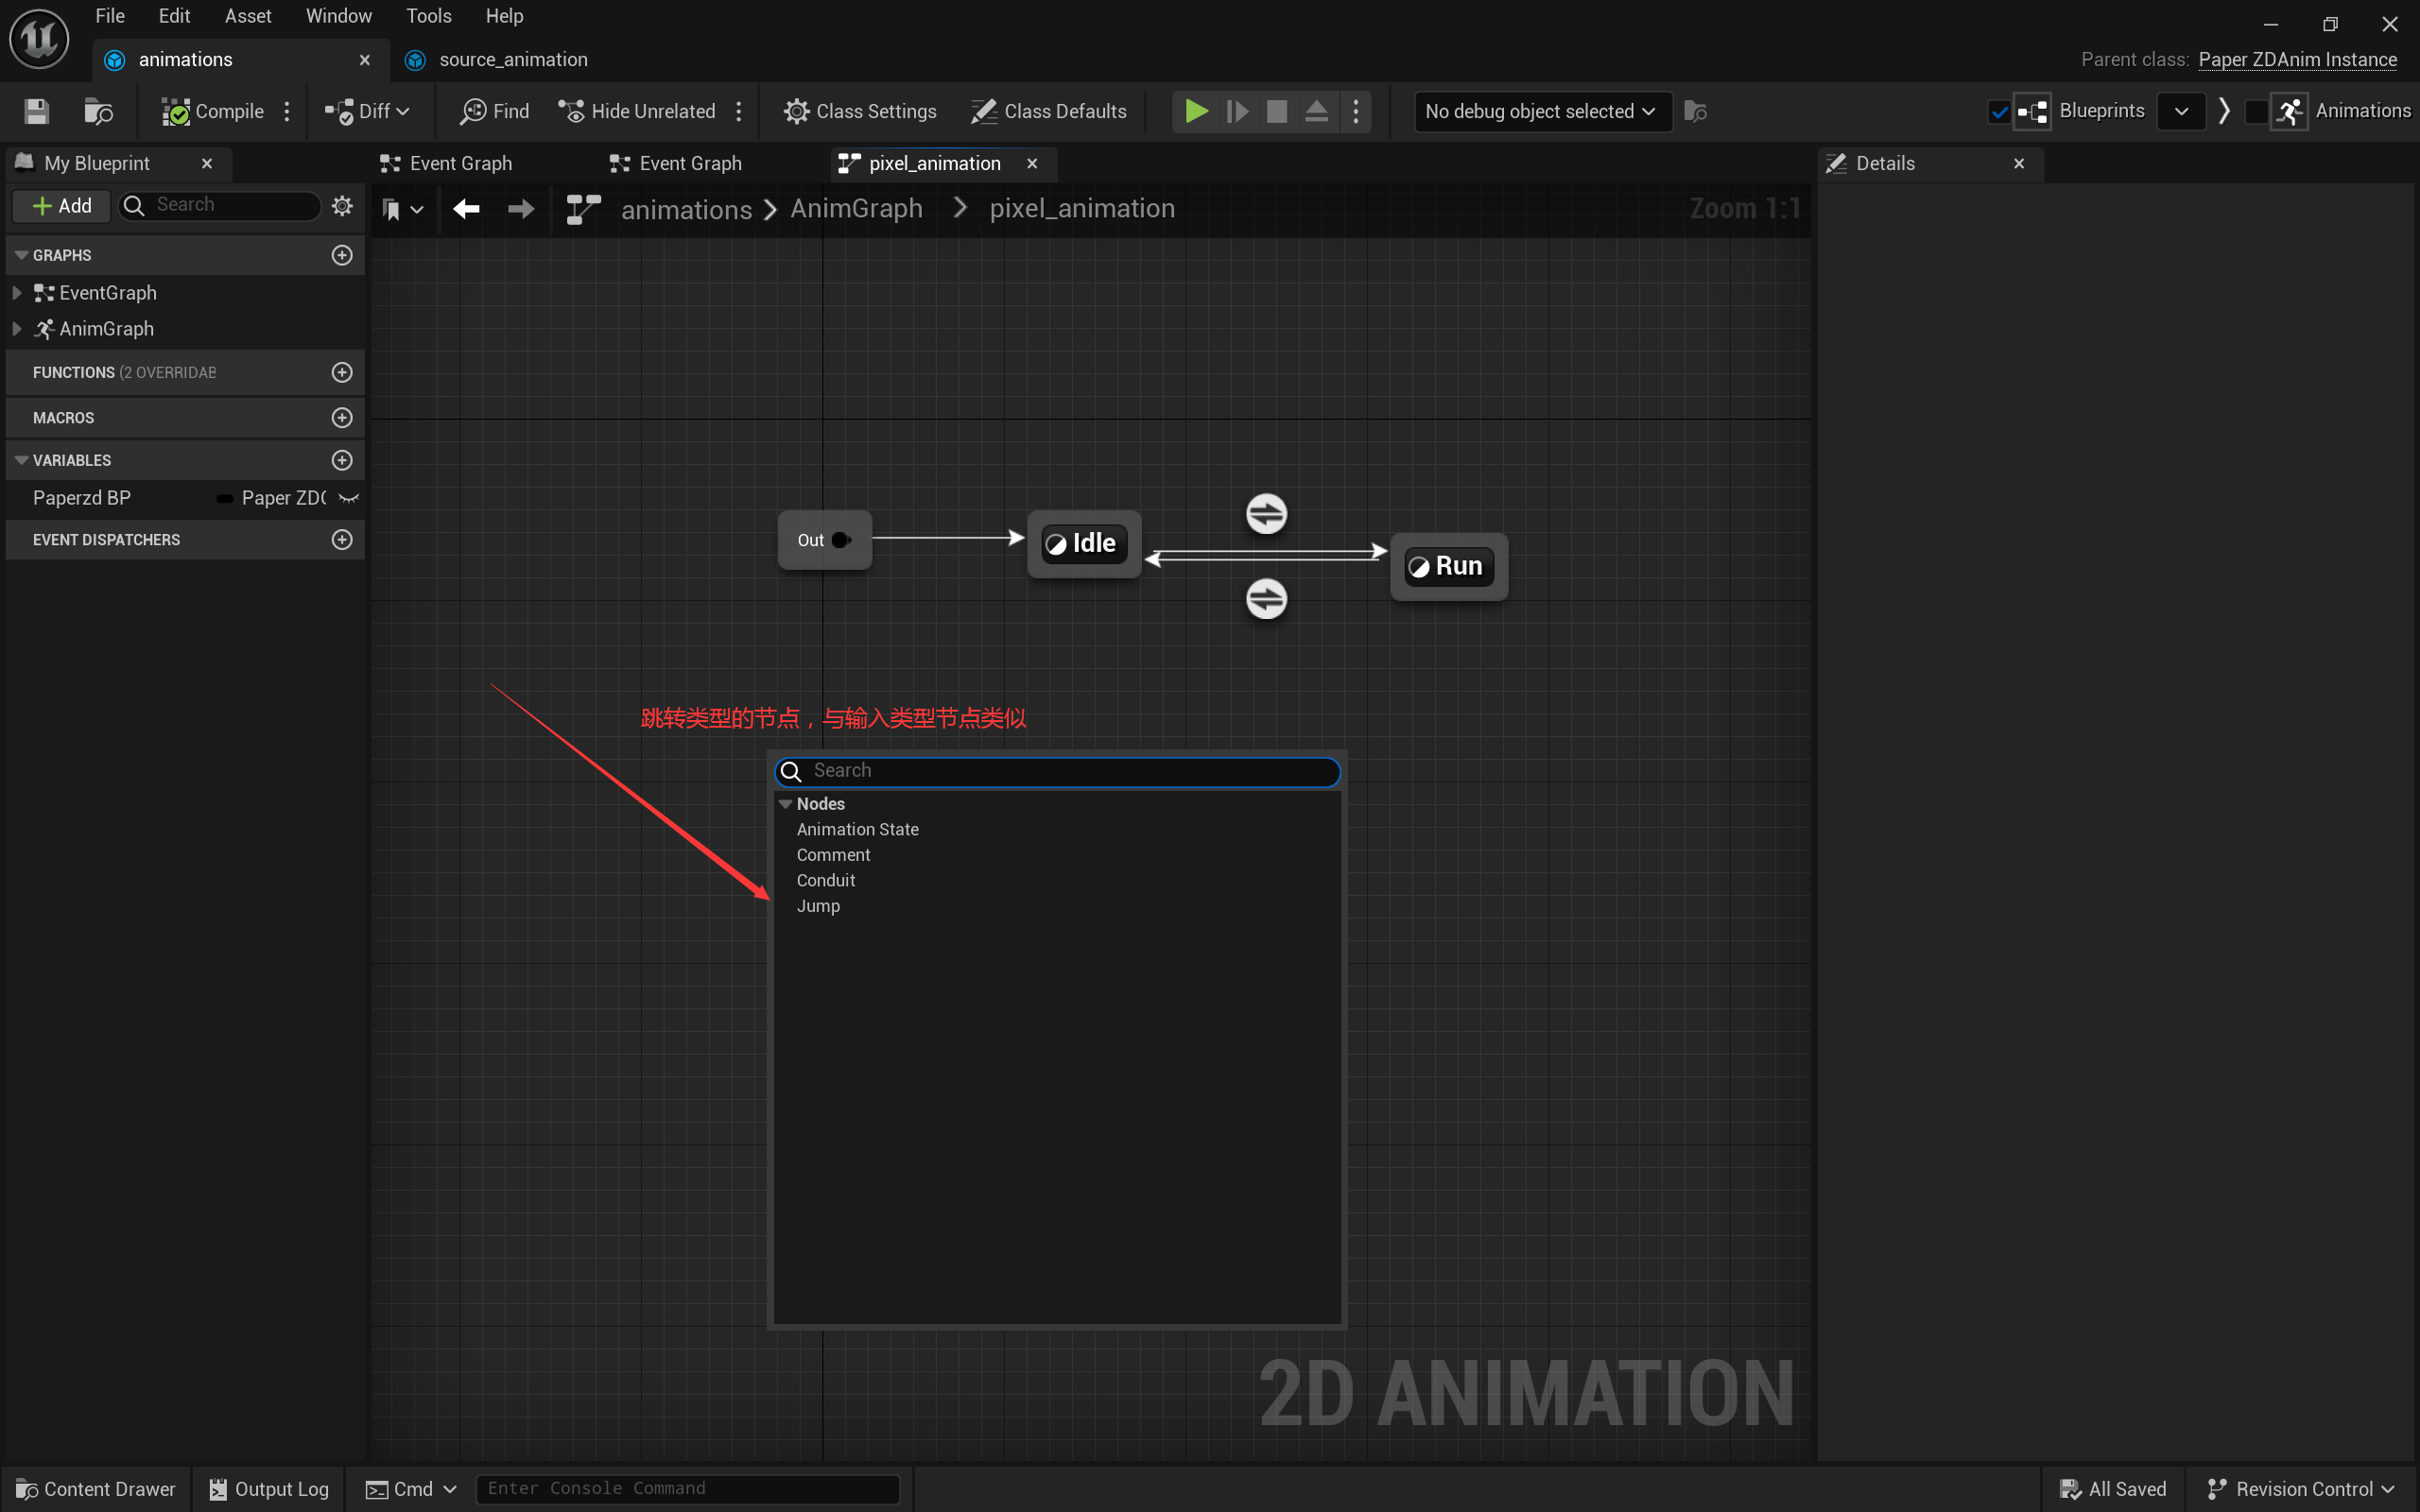 File Edit Asset Window Tools Help
animations
source_animation
Parent class: Paper ZDAnim Instance
Compile
Diff
Find
Hide Unrelated
Class Settings
Class Defaults
No debug object selected
Blueprints
Animations
My Blueprint
Event Graph
Event Graph
pixel_animation
Details
Add
Search
animations > AnimGraph > pixel_animation
Zoom 1:1
GRAPHS
EventGraph
AnimGraph
FUNCTIONS (2 OVERRIDAB
MACROS
VARIABLES
Paperzd BP
Paper ZDC
EVENT DISPATCHERS
Out
Idle
Run
跳转类型的节点，与输入类型节点类似
Search
Nodes
Animation State
Comment
Conduit
Jump
2D ANIMATION
Content Drawer
Output Log
Cmd
Enter Console Command
All Saved
Revision Control